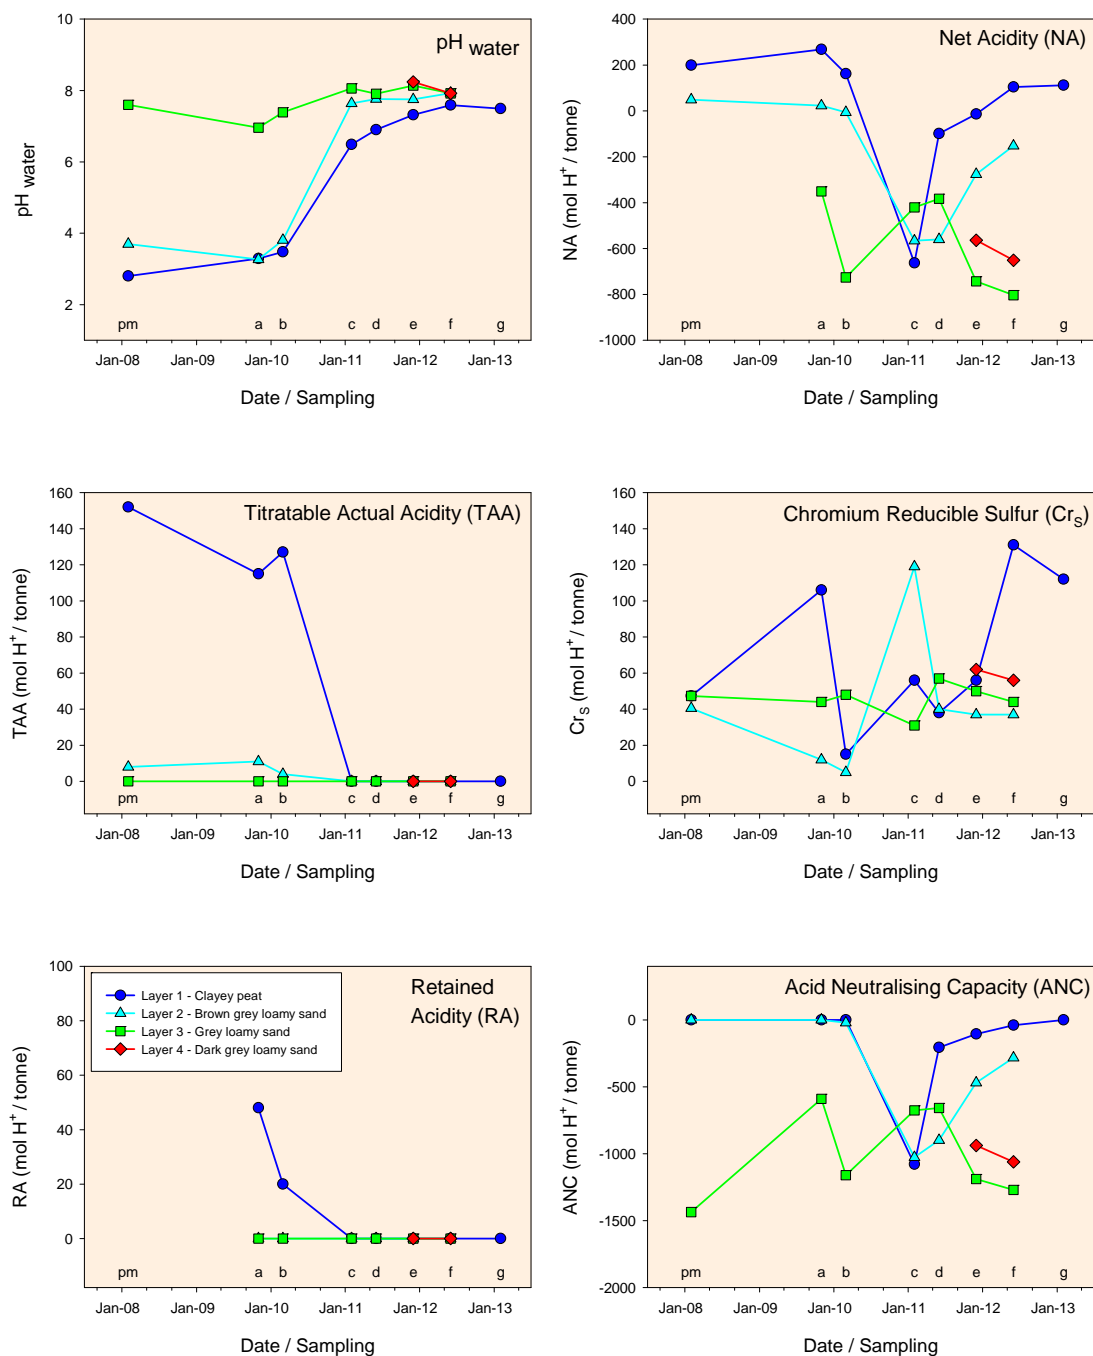 pH water
10
8
6
4
2
pH water
pm a b c d e f g
Jan-08 Jan-09 Jan-10 Jan-11 Jan-12 Jan-13
Date / Sampling
Net Acidity (NA)
400
200
0
-200
-400
-600
-800
-1000
NA (mol H⁺ / tonne)
pm a b c d e f g
Jan-08 Jan-09 Jan-10 Jan-11 Jan-12 Jan-13
Date / Sampling
Titratable Actual Acidity (TAA)
160
140
120
100
80
60
40
20
0
TAA (mol H⁺ / tonne)
pm a b c d e f g
Jan-08 Jan-09 Jan-10 Jan-11 Jan-12 Jan-13
Date / Sampling
Chromium Reducible Sulfur (CrS)
160
140
120
100
80
60
40
20
0
CrS (mol H⁺ / tonne)
pm a b c d e f g
Jan-08 Jan-09 Jan-10 Jan-11 Jan-12 Jan-13
Date / Sampling
Retained
Acidity (RA)
Layer 1 - Clayey peat
Layer 2 - Brown grey loamy sand
Layer 3 - Grey loamy sand
Layer 4 - Dark grey loamy sand
100
80
60
40
20
0
RA (mol H⁺ / tonne)
pm a b c d e f g
Jan-08 Jan-09 Jan-10 Jan-11 Jan-12 Jan-13
Date / Sampling
Acid Neutralising Capacity (ANC)
0
-500
-1000
-1500
-2000
ANC (mol H⁺ / tonne)
pm a b c d e f g
Jan-08 Jan-09 Jan-10 Jan-11 Jan-12 Jan-13
Date / Sampling